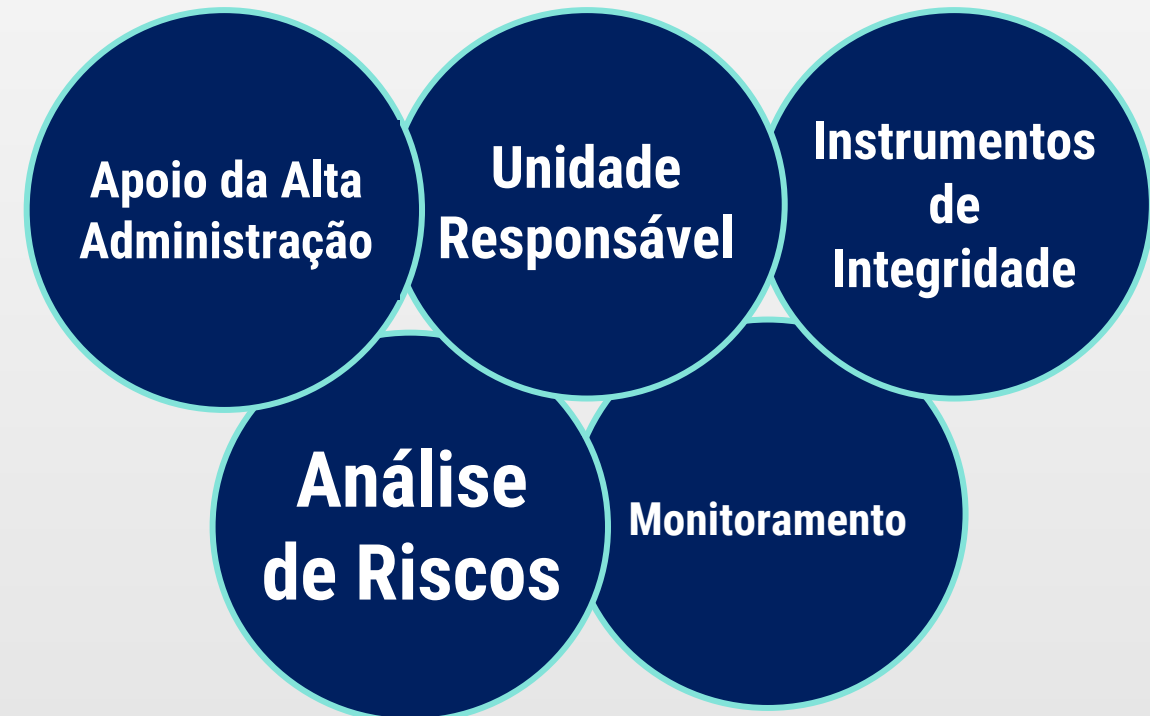 Apoio da Alta
Administração
Unidade
Responsável
Instrumentos
de
Integridade
Análise
de Riscos
Monitoramento